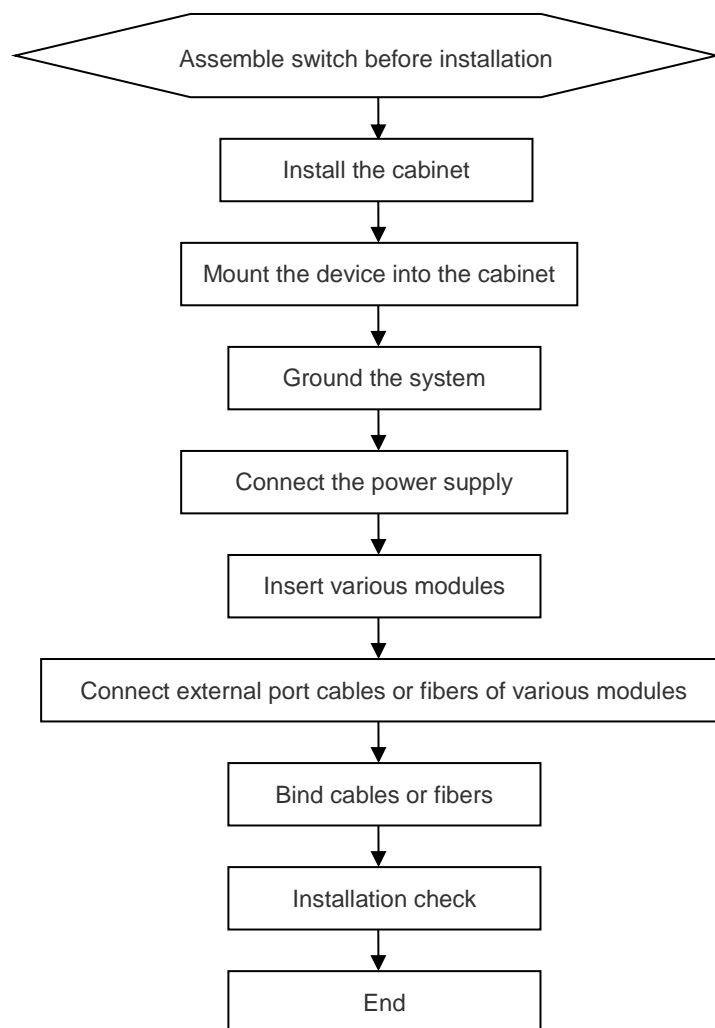 Assemble switch before installation
Install the cabinet
Mount the device into the cabinet
Ground the system
Connect the power supply
Insert various modules
Connect external port cables or fibers of various modules
Bind cables or fibers
Installation check
End